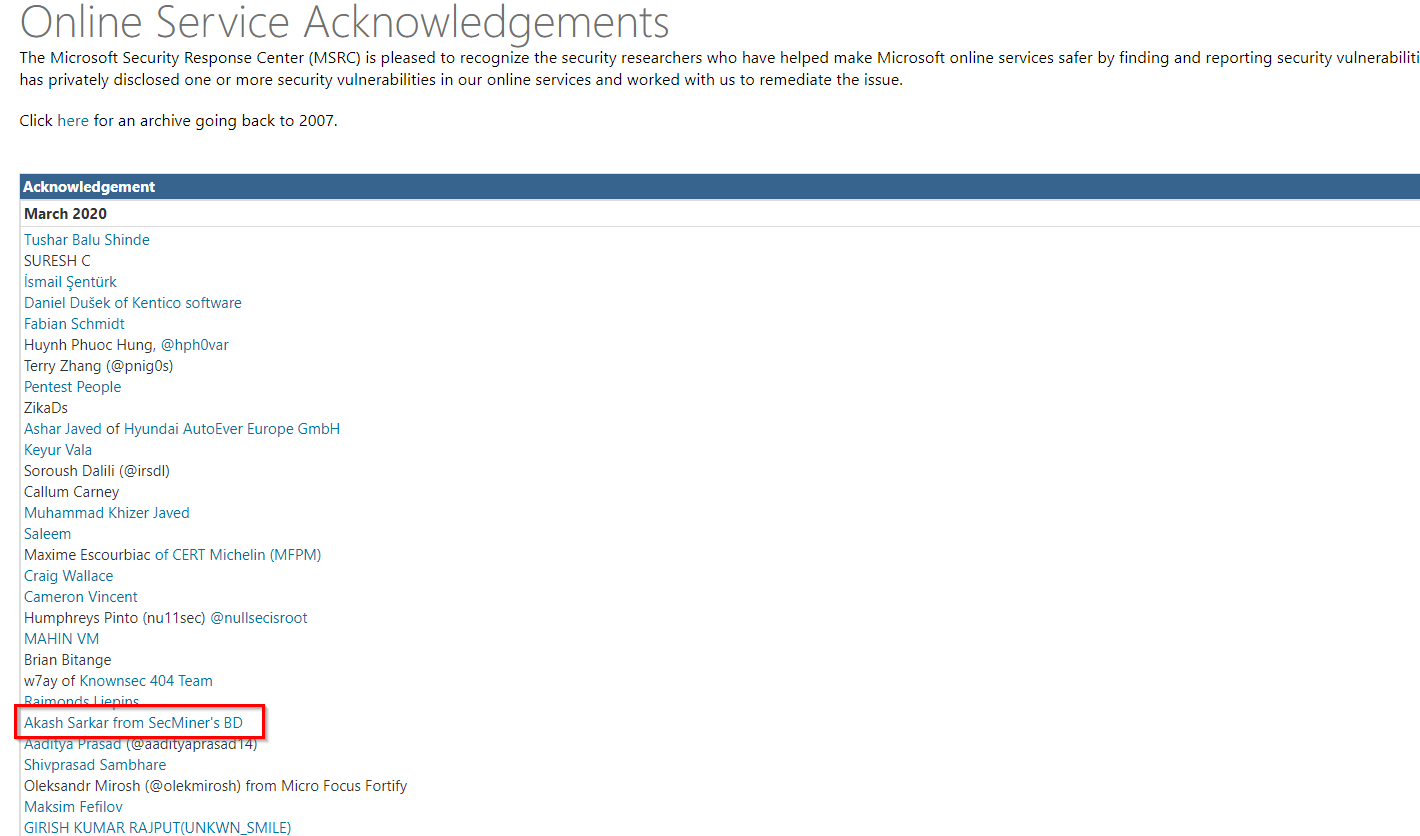 Online Service Acknowledgements
The Microsoft Security Response Center (MSRC) is pleased to recognize the security researchers who have helped make Microsoft online services safer by finding and reporting security vulnerabiliti
has privately disclosed one or more security vulnerabilities in our online services and worked with us to remediate the issue.
Click here for an archive going back to 2007.
Acknowledgement
March 2020
Tushar Balu Shinde
SURESH C
İsmail Şentürk
Daniel Dušek of Kentico software
Fabian Schmidt
Huynh Phuoc Hung, @hph0var
Terry Zhang (@pnig0s)
Pentest People
ZikaDs
Ashar Javed of Hyundai AutoEver Europe GmbH
Keyur Vala
Soroush Dalili (@irsdl)
Callum Carney
Muhammad Khizer Javed
Saleem
Maxime Escourbiac of CERT Michelin (MFPM)
Craig Wallace
Cameron Vincent
Humphreys Pinto (nu11sec) @nullsecisroot
MAHIN VM
Brian Bitange
w7ay of Knownsec 404 Team
Raimonds Liepins
Akash Sarkar from SecMiner's BD
Aaditya Prasad (@aadityaprasad14)
Shivprasad Sambhare
Oleksandr Mirosh (@olekmirosh) from Micro Focus Fortify
Maksim Fefilov
GIRISH KUMAR RAJPUT(UNKWN_SMILE)